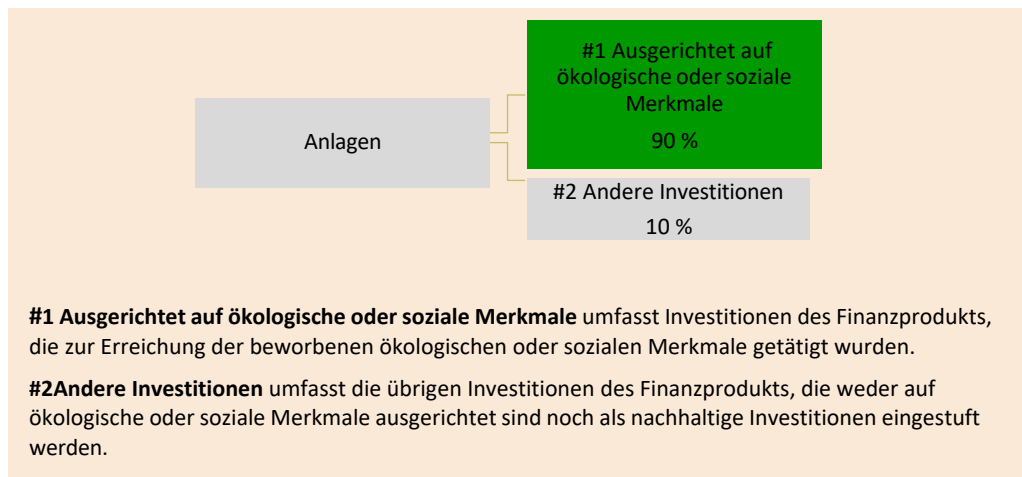 #1 Ausgerichtet auf
ökologische oder soziale
Merkmale
90 %
Anlagen
#2 Andere Investitionen
10 %
#1 Ausgerichtet auf ökologische oder soziale Merkmale umfasst Investitionen des Finanzprodukts,
die zur Erreichung der beworbenen ökologischen oder sozialen Merkmale getätigt wurden.
#2Andere Investitionen umfasst die übrigen Investitionen des Finanzprodukts, die weder auf
ökologische oder soziale Merkmale ausgerichtet sind noch als nachhaltige Investitionen eingestuft
werden.